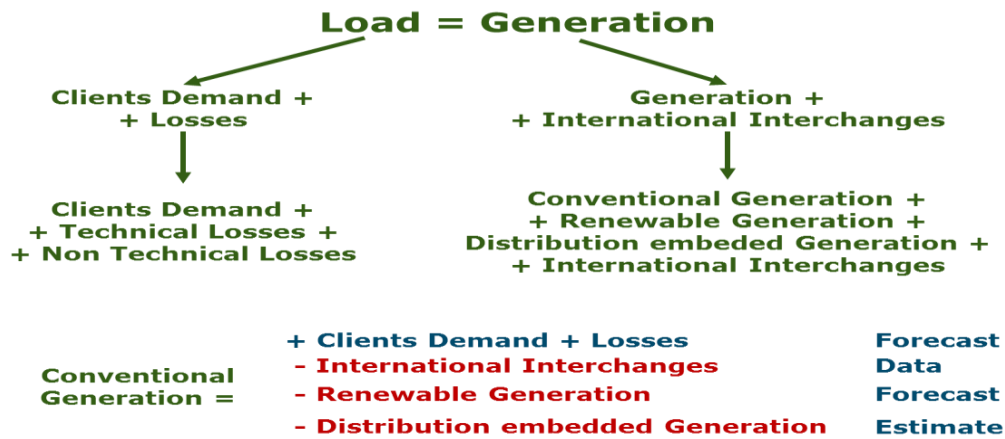 Load = Generation
Clients Demand +
+ Losses
Generation +
+ International Interchanges
Clients Demand +
+ Technical Losses +
+ Non Technical Losses
Conventional Generation +
+ Renewable Generation +
Distribution embeded Generation +
+ International Interchanges
Conventional
Generation =
+ Clients Demand + Losses Forecast
- International Interchanges Data
- Renewable Generation Forecast
- Distribution embedded Generation Estimate